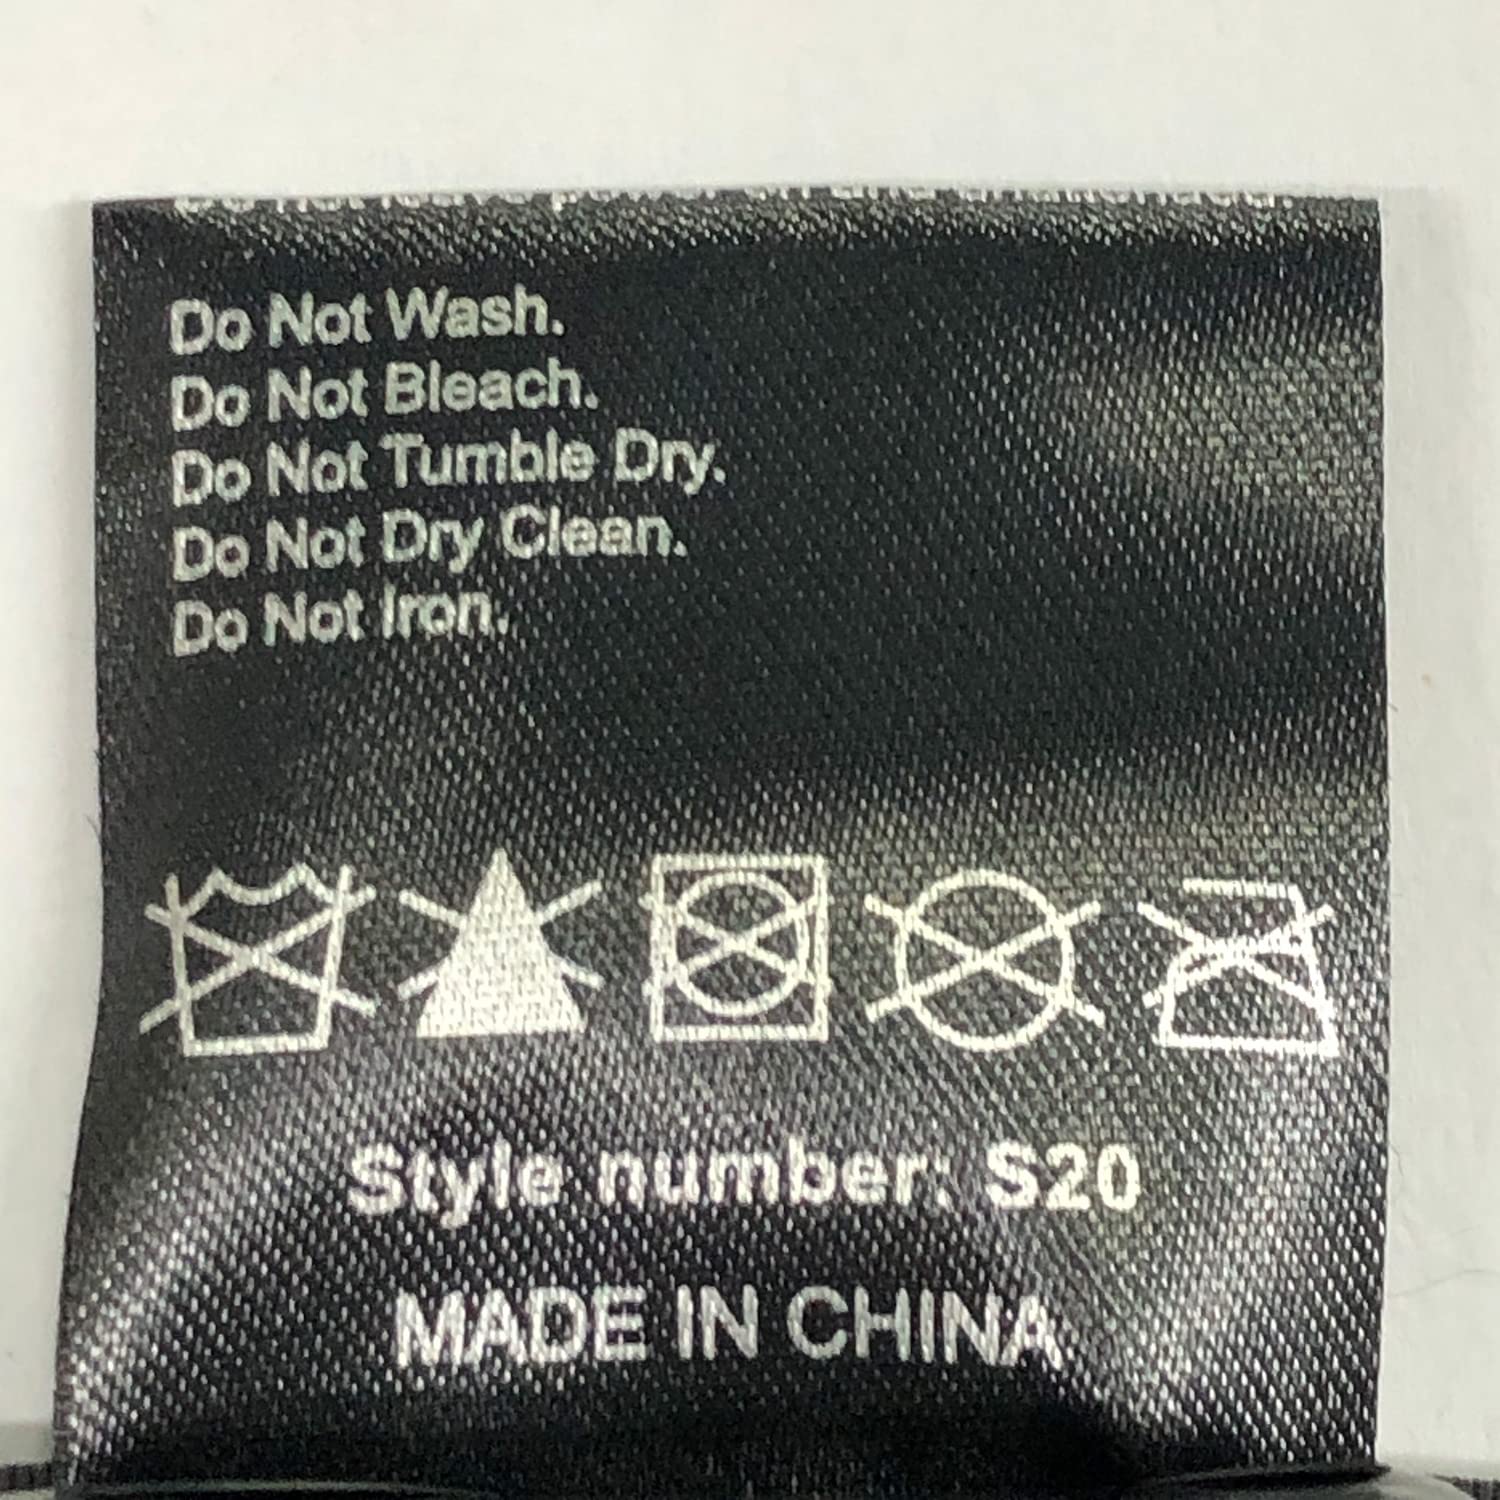 Do Not Wash.
Do Not Bleach.
Do Not Tumble Dry.
Do Not Dry Clean.
Do Not Iron.
Style number: S20
MADE IN CHINA